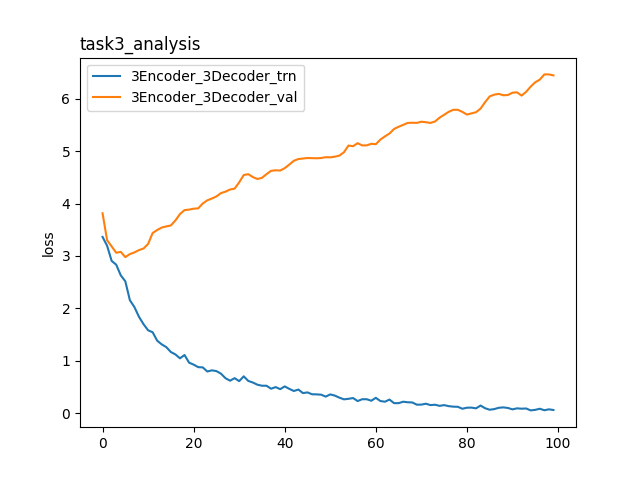 task3_analysis
3Encoder_3Decoder_trn
3Encoder_3Decoder_val
loss
6
5
4
3
2
1
0
0 20 40 60 80 100